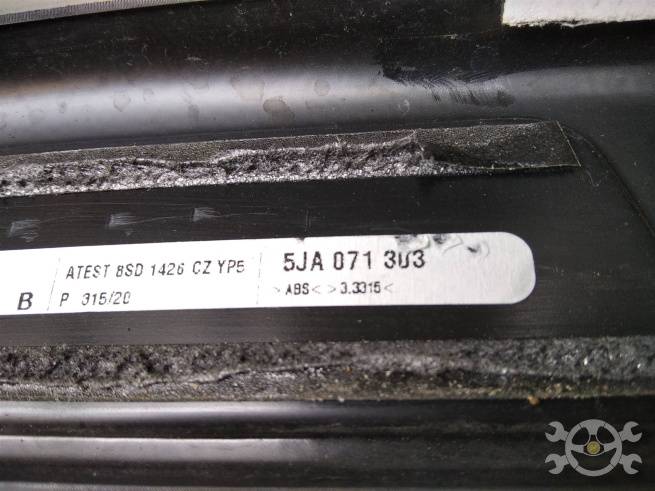 ATEST 8SD 1426 CZ YP5
5JA 071 303
B
P 315/20
>ABS< >3.3315<